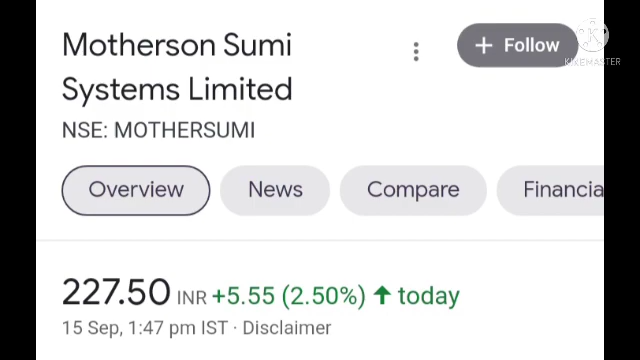 Motherson Sumi
Systems Limited
+ Follow
KINEMASTER
NSE: MOTHERSUMI
Overview
News
Compare
Financia
227.50 INR +5.55 (2.50%) ↑ today
15 Sep, 1:47 pm IST · Disclaimer